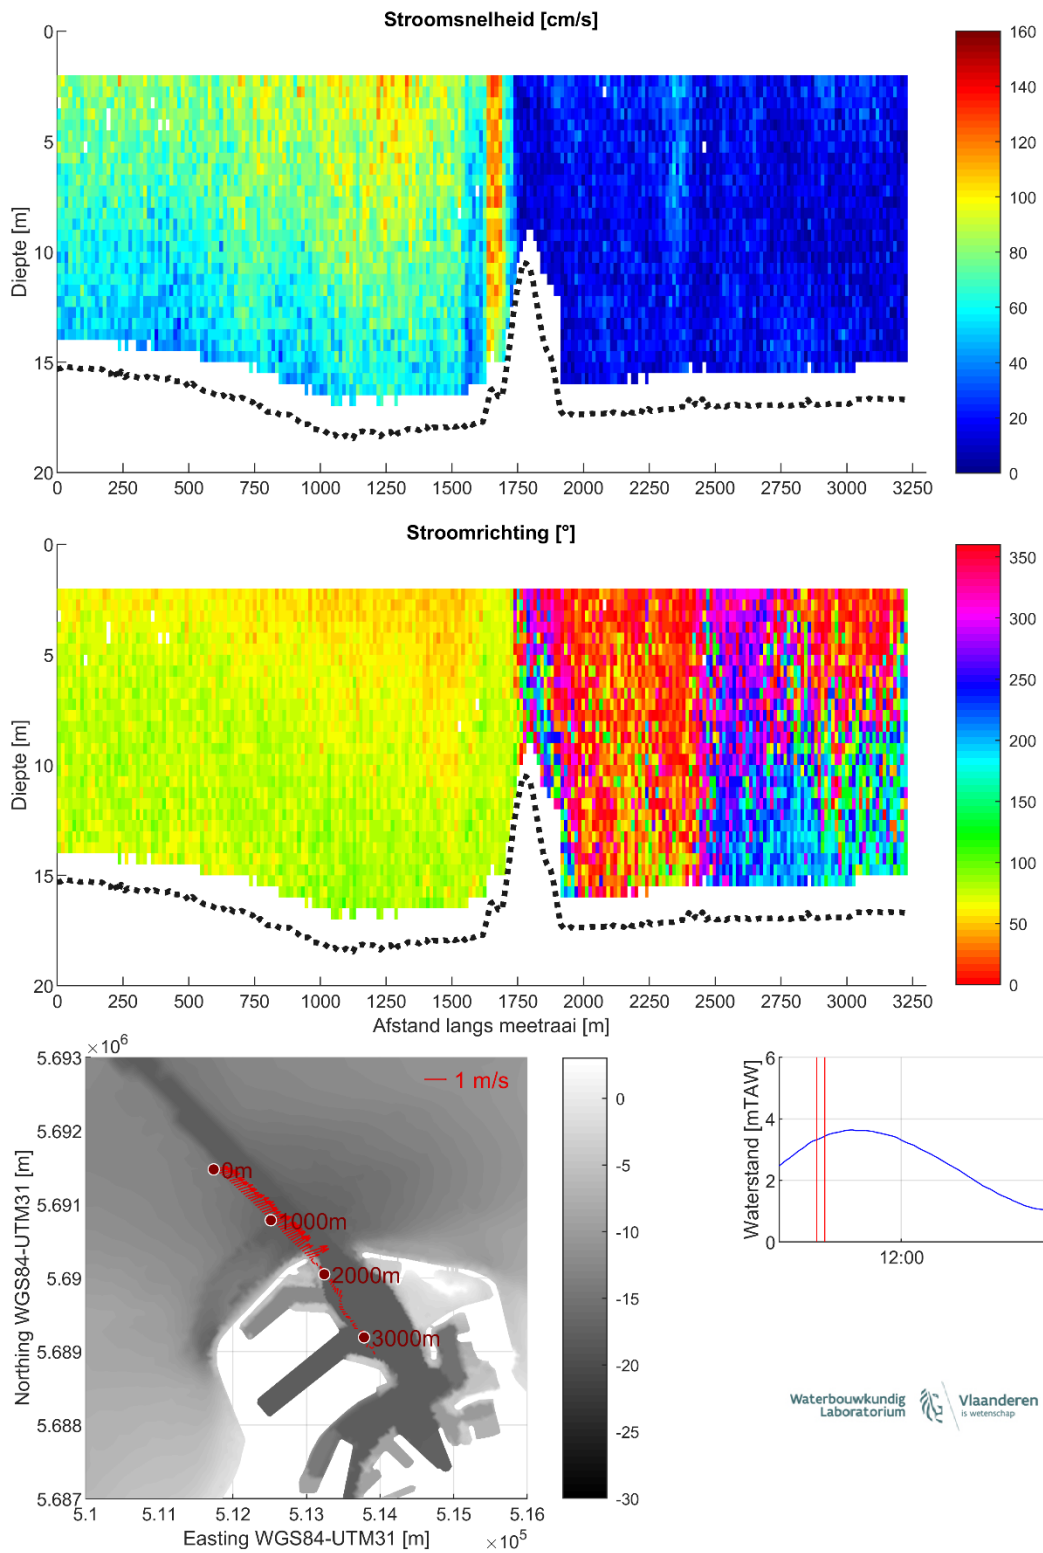 Stroomsnelheid [cm/s]
0
5
10
15
20
Diepte [m]
0 250 500 750 1000 1250 1500 1750 2000 2250 2500 2750 3000 3250
160
140
120
100
80
60
40
20
0
Stroomrichting [°]
0
5
10
15
20
Diepte [m]
0 250 500 750 1000 1250 1500 1750 2000 2250 2500 2750 3000 3250
Afstand langs meetraai [m]
350
300
250
200
150
100
50
0
×10⁶
5.693
5.692
5.691
5.69
5.689
5.688
5.687
Northing WGS84-UTM31 [m]
1 m/s
0m
1000m
2000m
3000m
5.1 5.11 5.12 5.13 5.14 5.15 5.16
Easting WGS84-UTM31 [m]
×10⁵
0
-5
-10
-15
-20
-25
-30
6
4
2
0
Waterstand [mTAW]
12:00
Waterbouwkundig
Laboratorium
Vlaanderen
is wetenschap